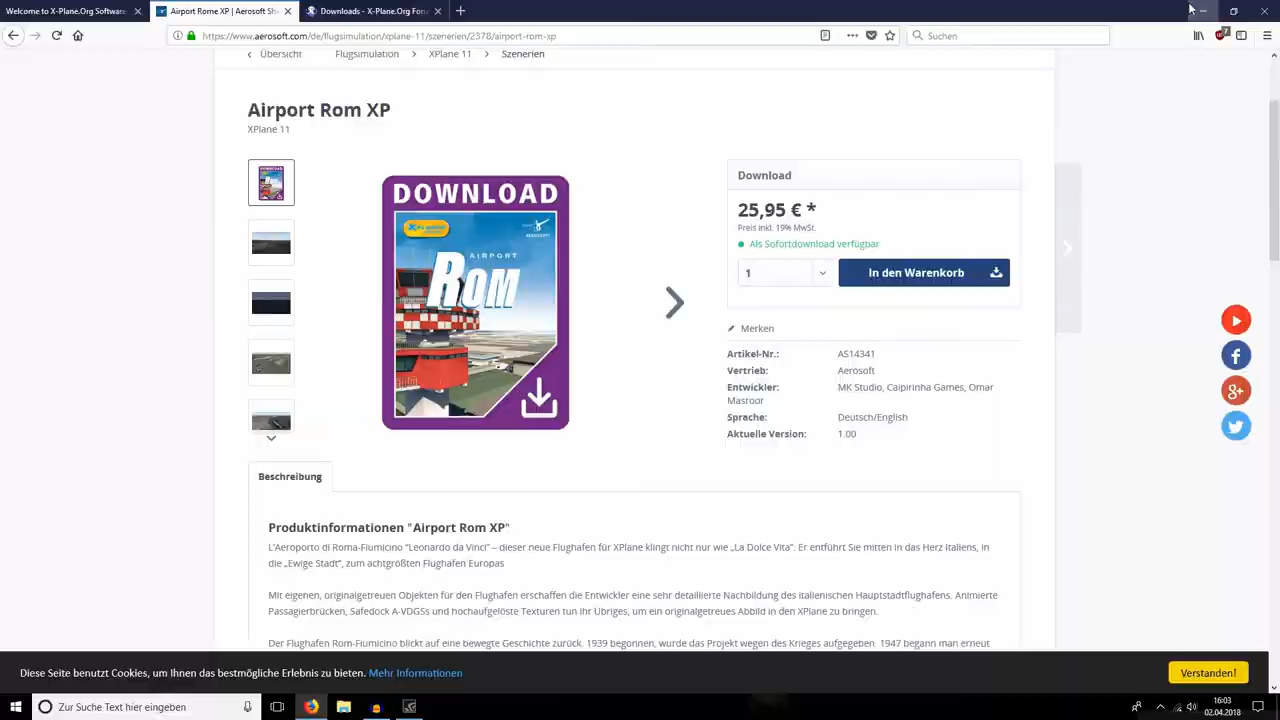 Welcome to X-Plane.Org Software
Airport Rome XP | Aerosoft Sh
Downloads - X-Plane.Org For
https://www.aerosoft.com/de/flugsimulation/xplane-11/szenerien/2378/airport-rom-xp
Suchen
Übersicht
Flugsimulation
XPlane 11
Szenerien
Airport Rom XP
XPlane 11
DOWNLOAD
AEROSOFT
AIRPORT
ROM
Download
25,95 € *
Preis inkl. 19% MwSt.
Als Sofortdownload verfügbar
1
In den Warenkorb
Merken
Artikel-Nr.: AS14341
Vertrieb: Aerosoft
Entwickler: MK Studio, Caipirinha Games, Omar
Masroor
Sprache: Deutsch/English
Aktuelle Version: 1.00
Beschreibung
Produktinformationen "Airport Rom XP"
L'Aeroporto di Roma-Fiumicino "Leonardo da Vinci" – dieser neue Flughafen für XPlane klingt nicht nur wie „La Dolce Vita". Er entführt Sie mitten in das Herz Italiens, in
die „Ewige Stadt", zum achtgrößten Flughafen Europas
Mit eigenen, originalgetreuen Objekten für den Flughafen erschaffen die Entwickler eine sehr detaillierte Nachbildung des italienischen Hauptstadtflughafens. Animierte
Passagierbrücken, Safedock A-VDGSs und hochaufgelöste Texturen tun ihr Übriges, um ein originalgetreues Abbild in den XPlane zu bringen.
Der Flughafen Rom-Fiumicino blickt auf eine bewegte Geschichte zurück. 1939 begonnen, wurde das Projekt wegen des Krieges aufgegeben. 1947 begann man erneut
Diese Seite benutzt Cookies, um Ihnen das bestmögliche Erlebnis zu bieten. Mehr Informationen
Verstanden!
Zur Suche Text hier eingeben
16:03
02.04.2018